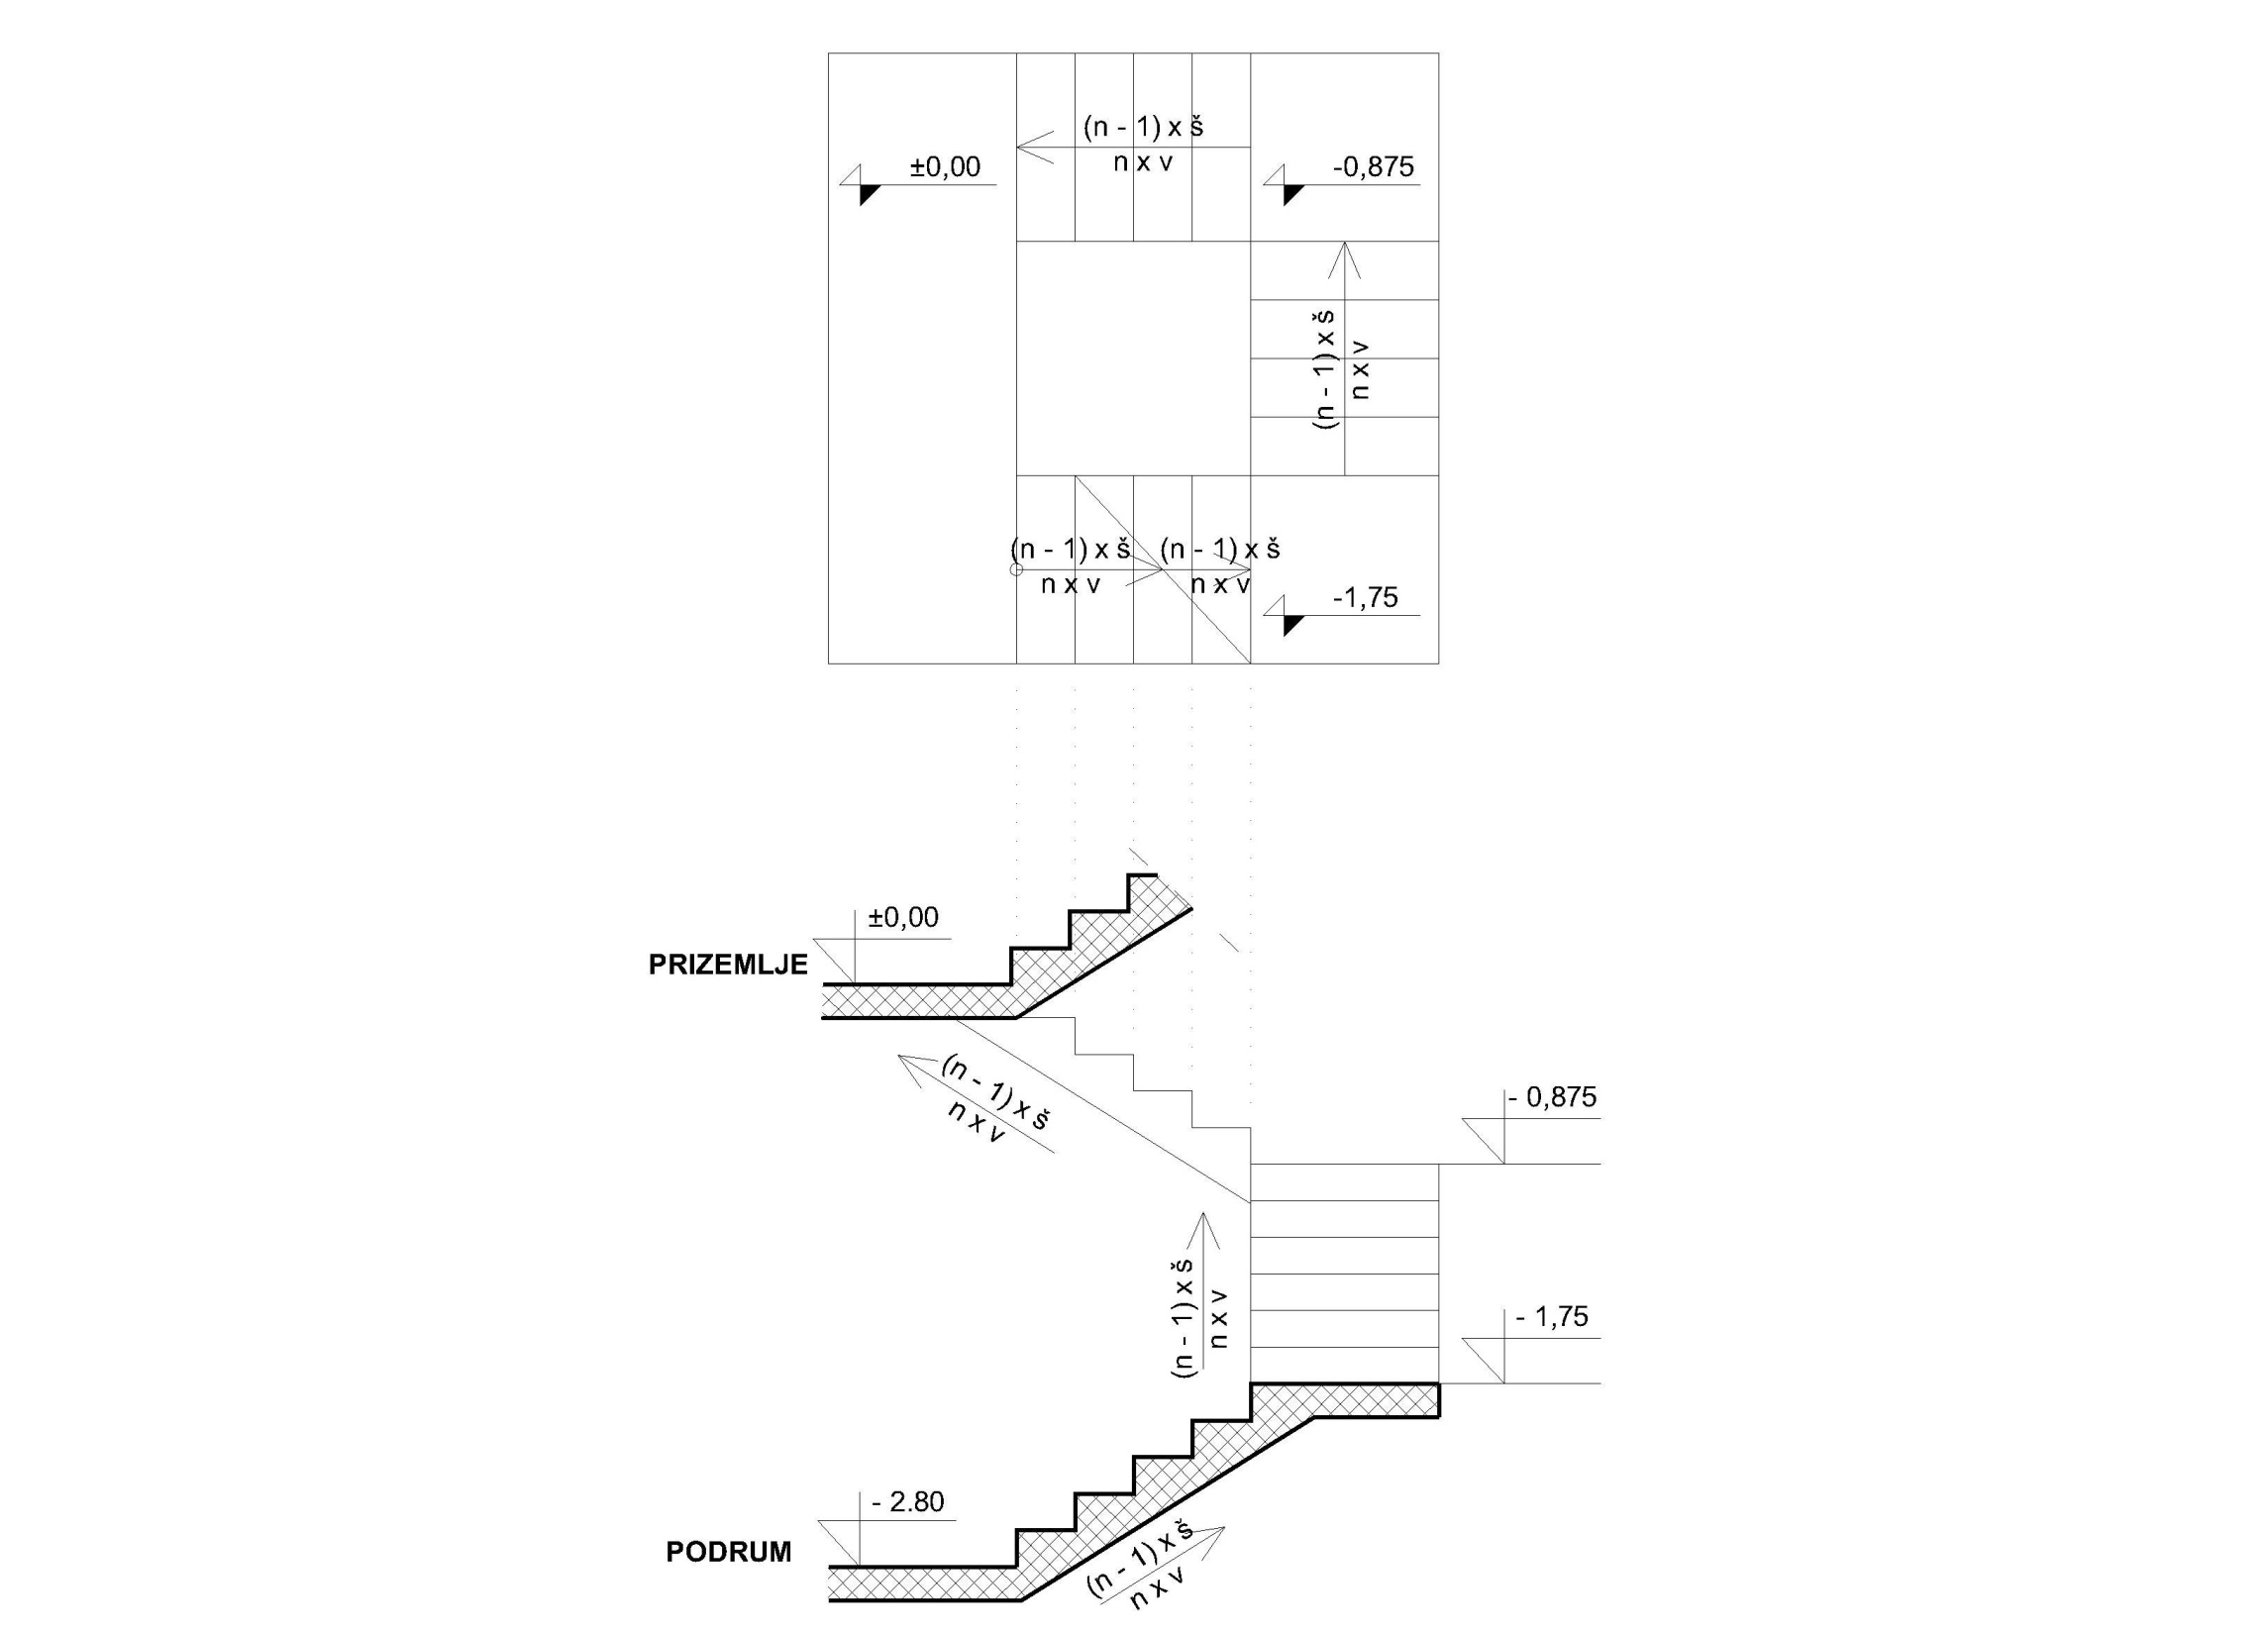 (n - 1) x š
n x v
±0,00
-0,875
(n - 1) x š
n x v
(n - 1) x š
n x v
(n - 1) x š
n x v
-1,75
±0,00
PRIZEMLJE
(n - 1) x š
n x v
- 0,875
(n - 1) x š
n x v
- 1,75
- 2.80
PODRUM
(n - 1) x š
n x v